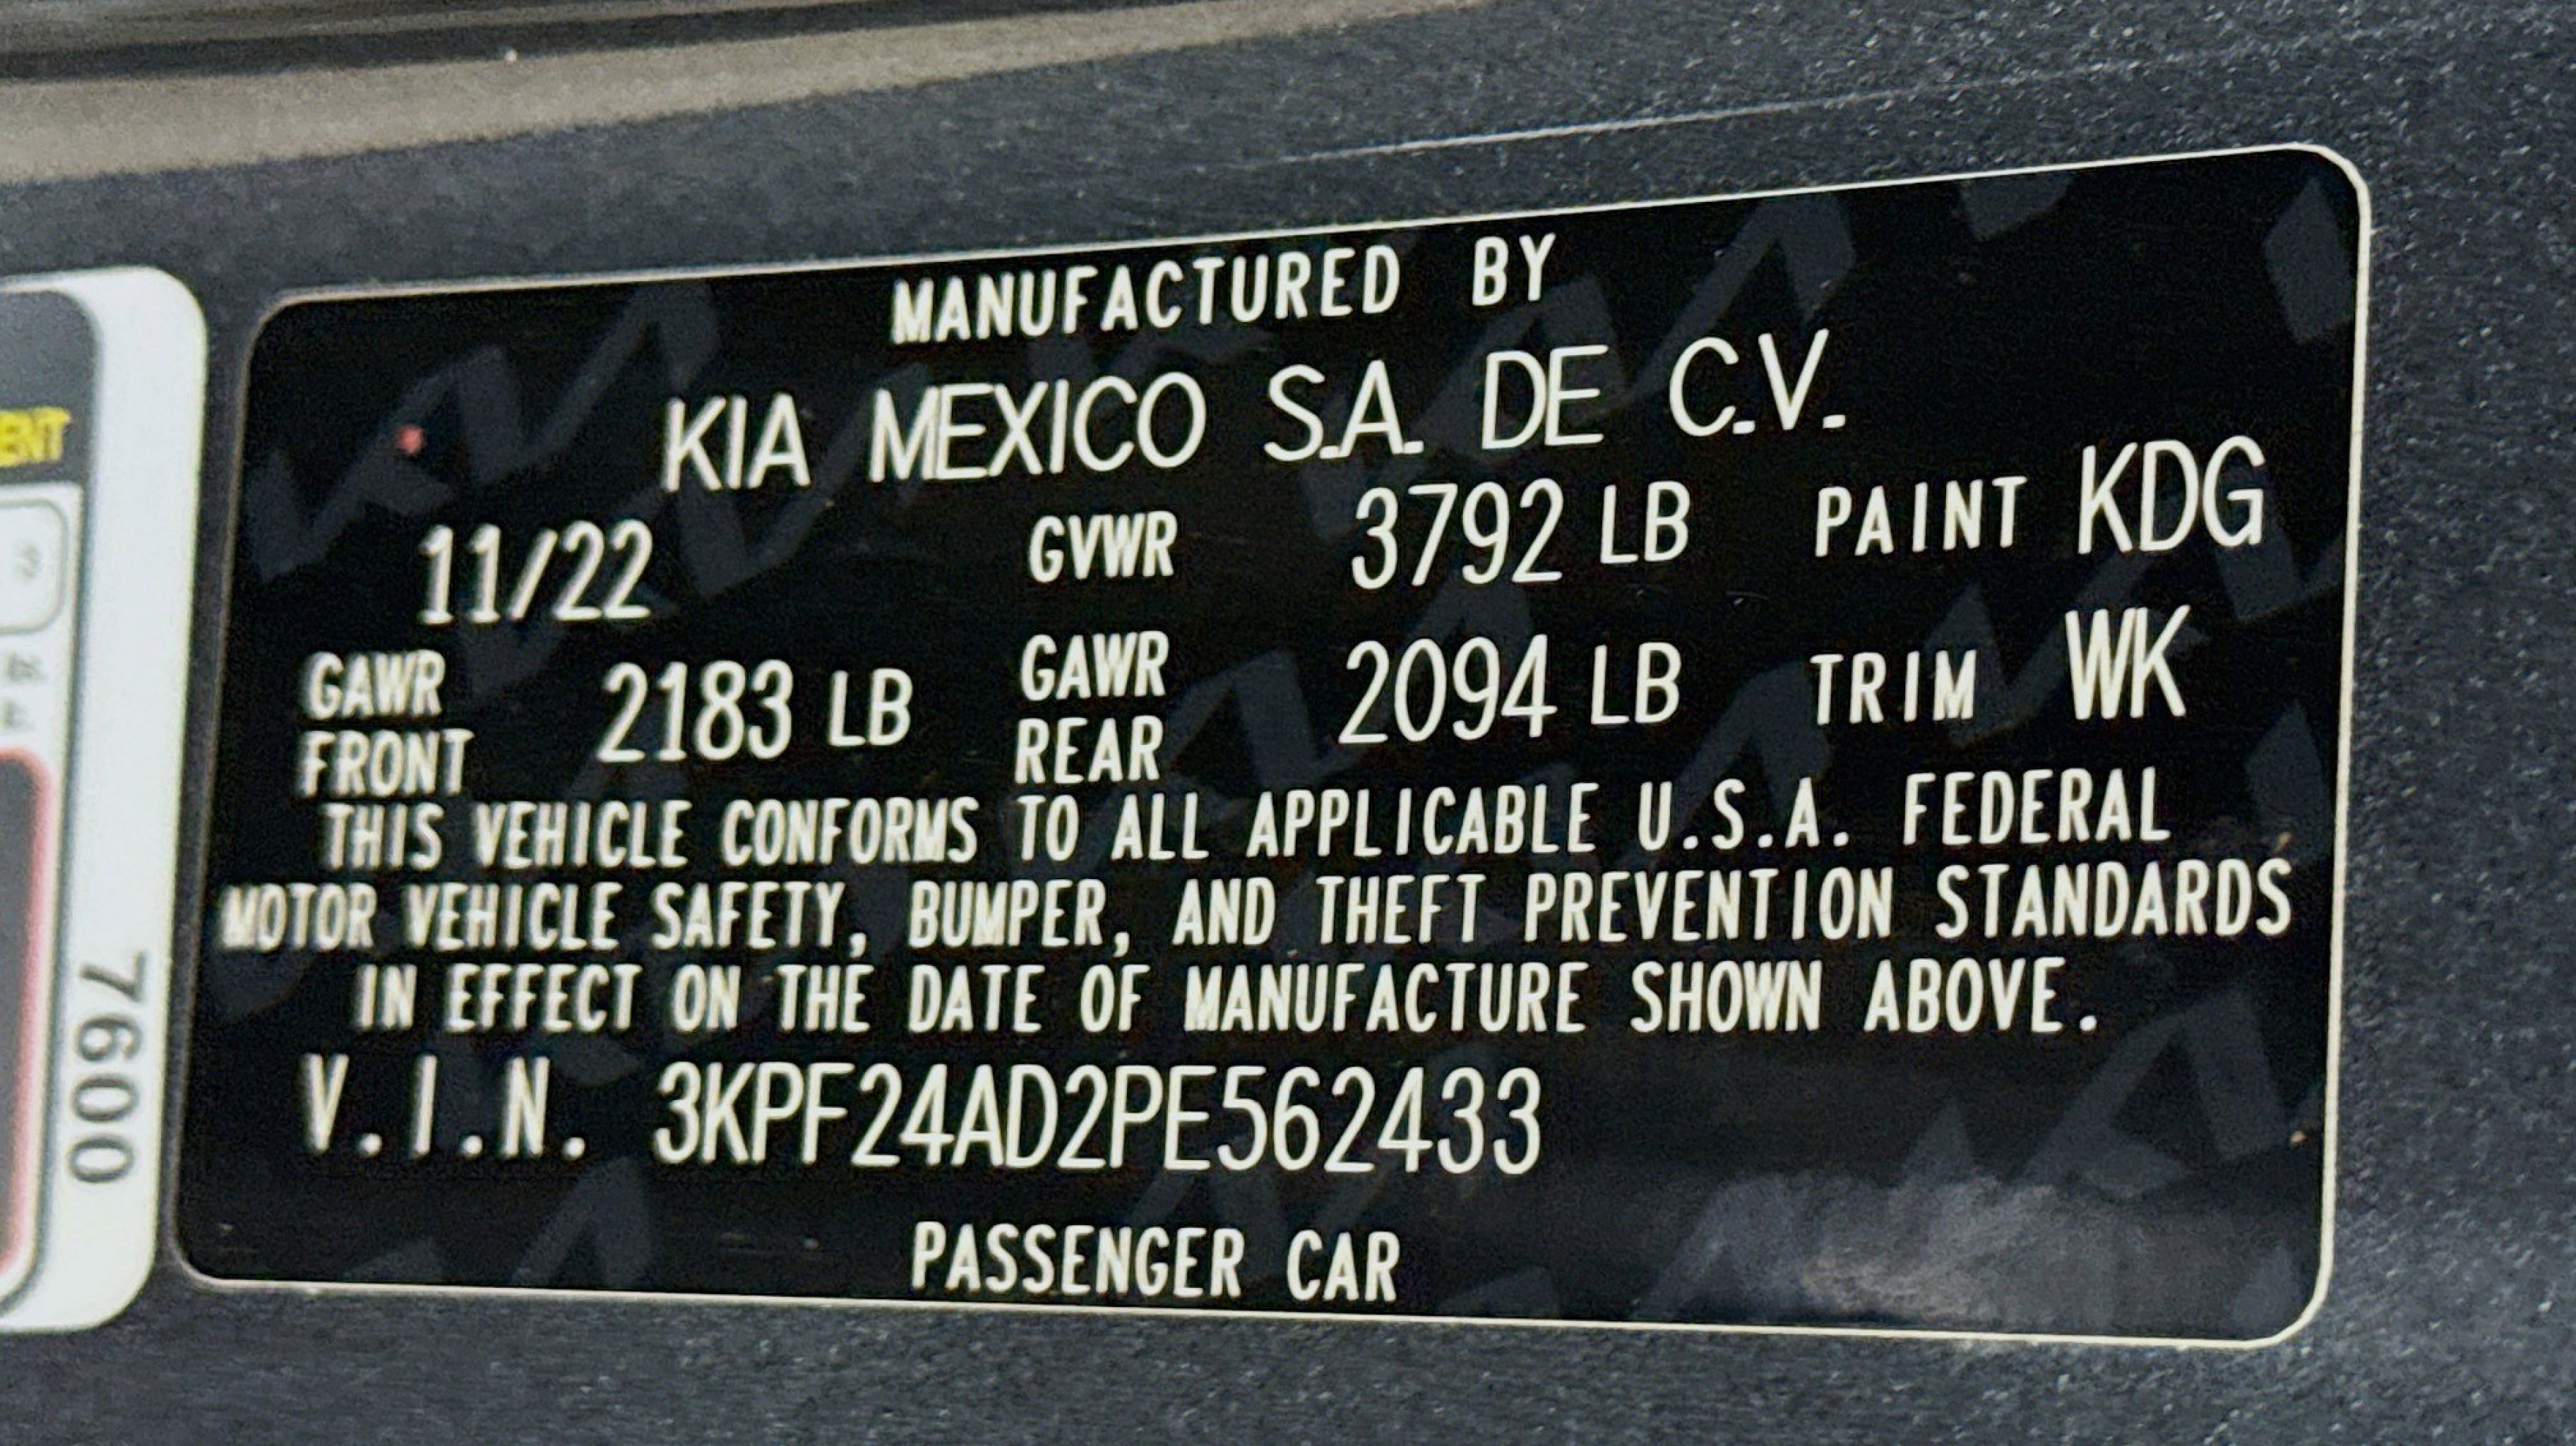 MANUFACTURED BY
KIA MEXICO S.A. DE C.V.
11/22 GVWR 3792 LB PAINT KDG
GAWR FRONT 2183 LB GAWR REAR 2094 LB TRIM WK
THIS VEHICLE CONFORMS TO ALL APPLICABLE U.S.A. FEDERAL
MOTOR VEHICLE SAFETY, BUMPER, AND THEFT PREVENTION STANDARDS
IN EFFECT ON THE DATE OF MANUFACTURE SHOWN ABOVE.
V.I.N. 3KPF24AD2PE562433
PASSENGER CAR
7600